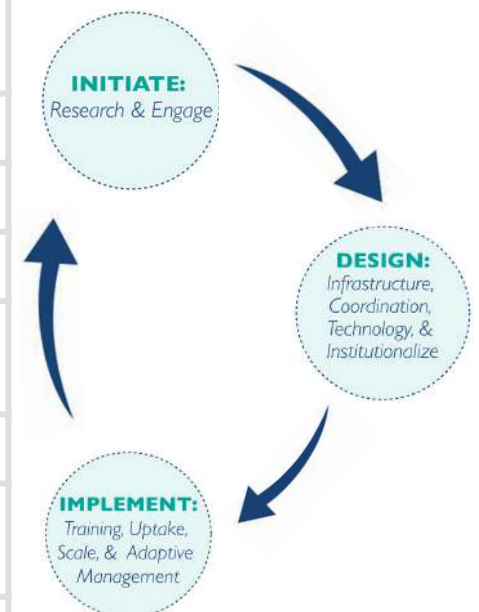 INITIATE:
Research & Engage
DESIGN:
Infrastructure,
Coordination,
Technology, &
Institutionalize
IMPLEMENT:
Training, Uptake,
Scale, & Adaptive
Management